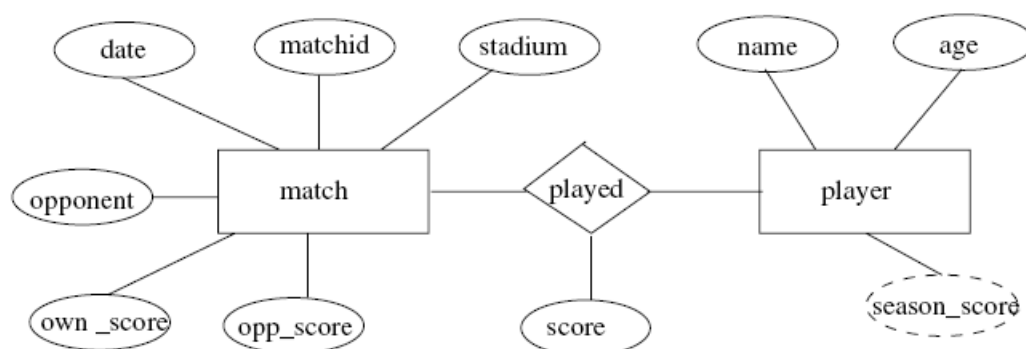 date
matchid
stadium
name
age
opponent
match
played
player
own _score
opp_score
score
season_score